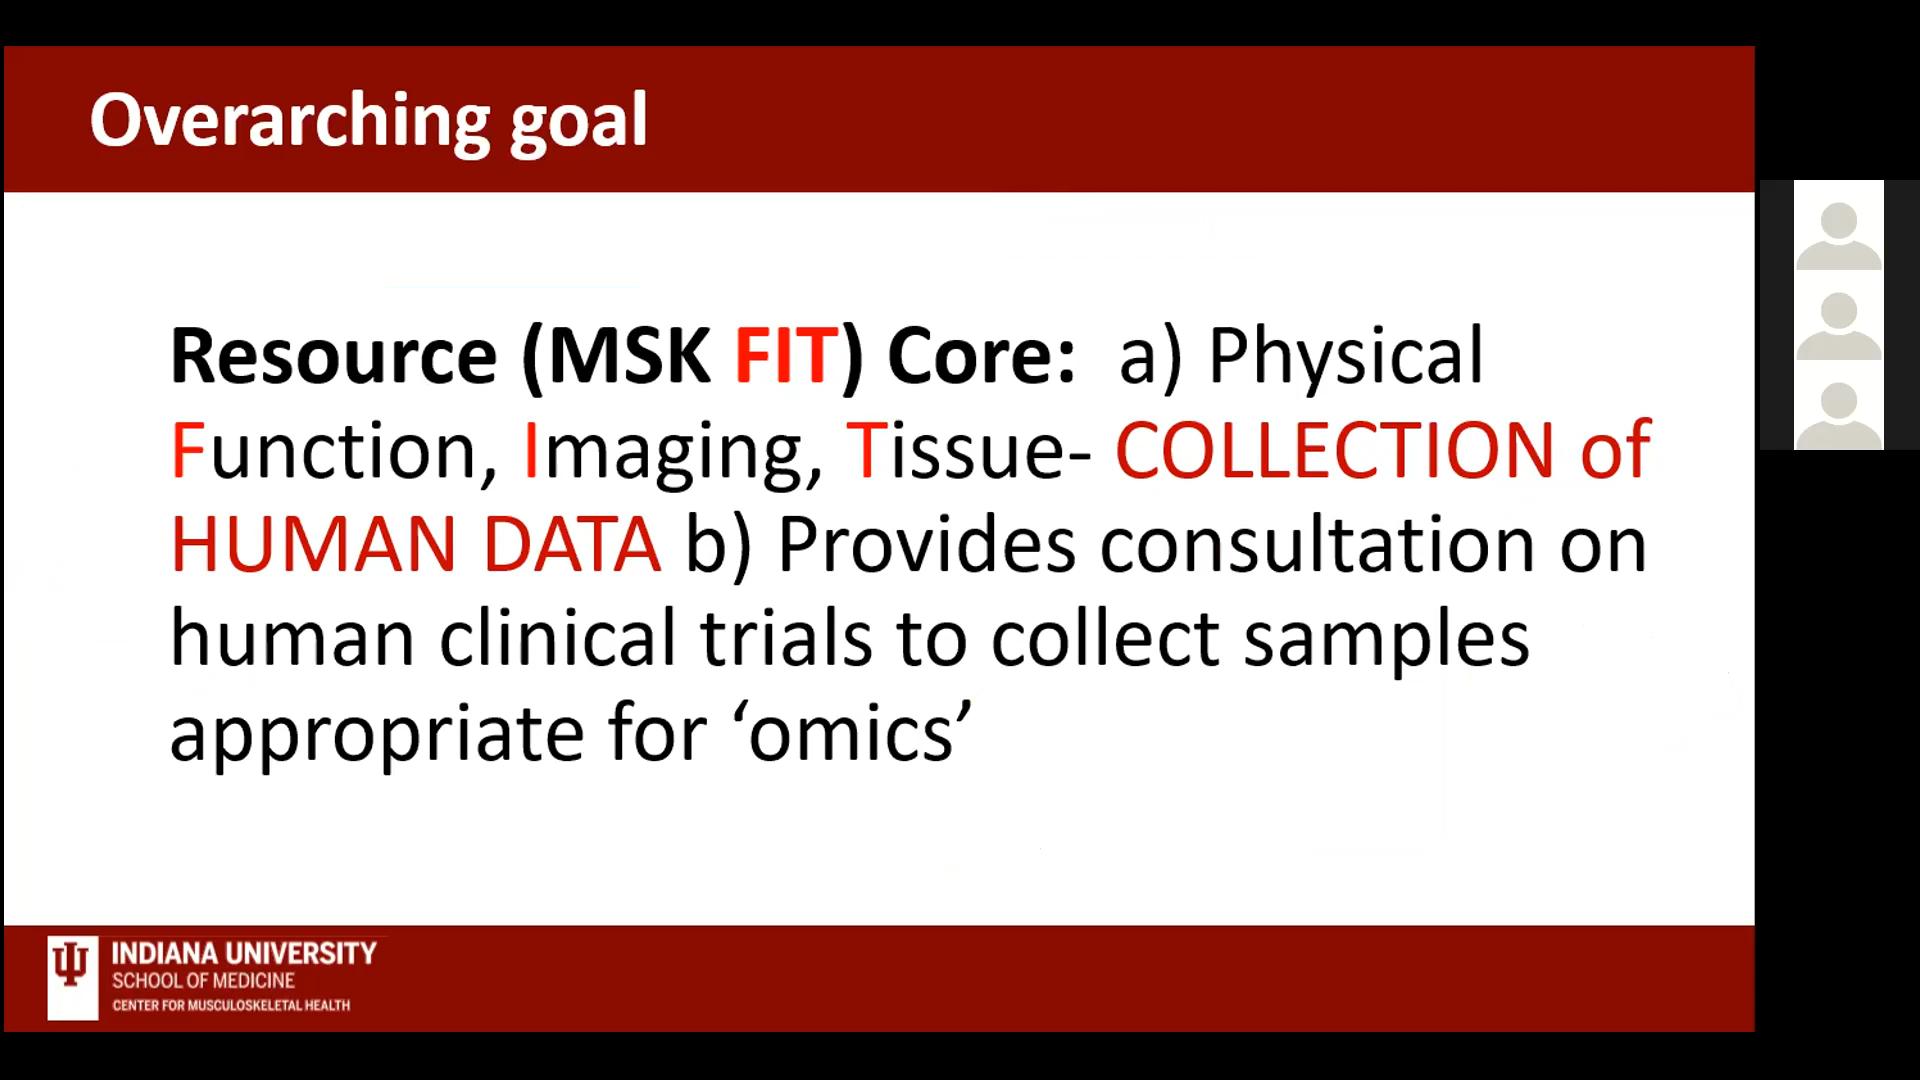 Overarching goal
Resource (MSK FIT) Core: a) Physical
Function, Imaging, Tissue- COLLECTION of
HUMAN DATA b) Provides consultation on
human clinical trials to collect samples
appropriate for ‘omics’
INDIANA UNIVERSITY
SCHOOL OF MEDICINE
CENTER FOR MUSCULOSKELETAL HEALTH